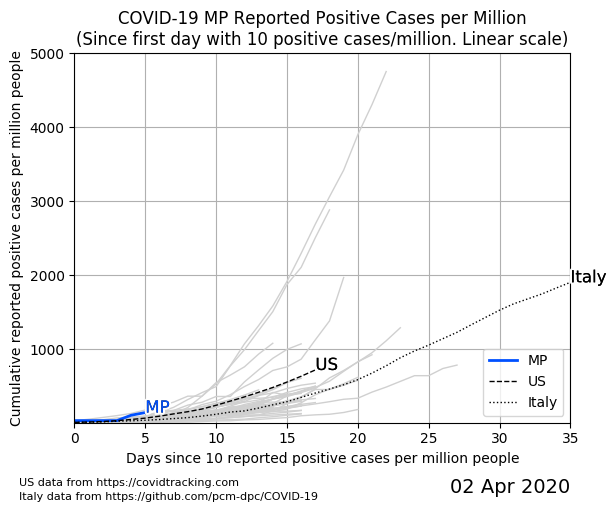 COVID-19 MP Reported Positive Cases per Million
(Since first day with 10 positive cases/million. Linear scale)
Cumulative reported positive cases per million people
5000
4000
3000
2000
1000
Italy
US
MP
MP
US
Italy
0 5 10 15 20 25 30 35
Days since 10 reported positive cases per million people
US data from https://covidtracking.com
Italy data from https://github.com/pcm-dpc/COVID-19
02 Apr 2020